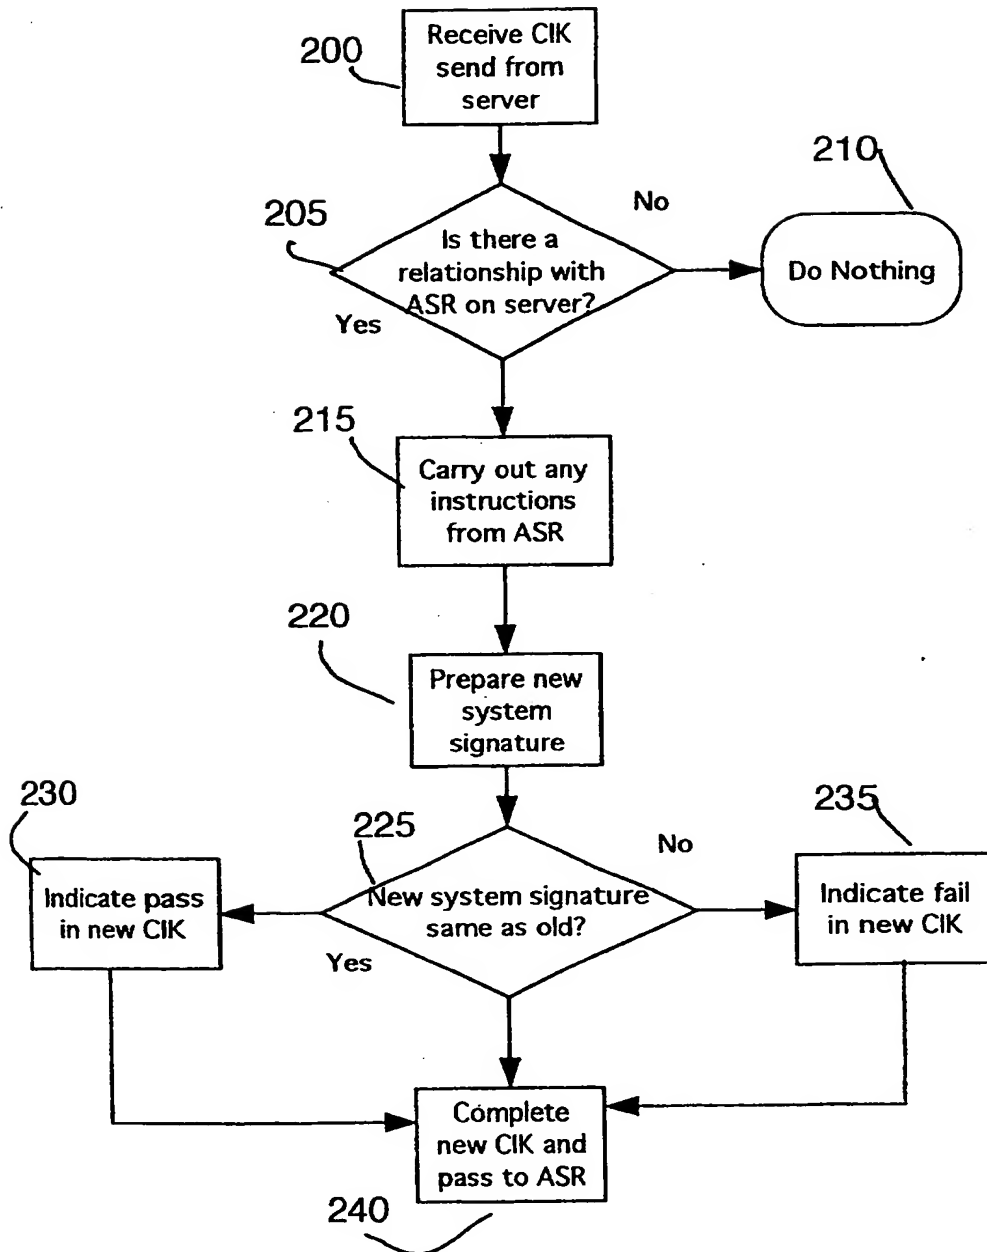 200
Receive CIK
send from
server
210
No
205
Is there a
relationship with
ASR on server?
Do Nothing
Yes
215
Carry out any
instructions
from ASR
220
Prepare new
system
signature
230
225
235
No
Indicate pass
in new CIK
New system signature
same as old?
Indicate fail
in new CIK
Yes
Complete
new CIK and
pass to ASR
240